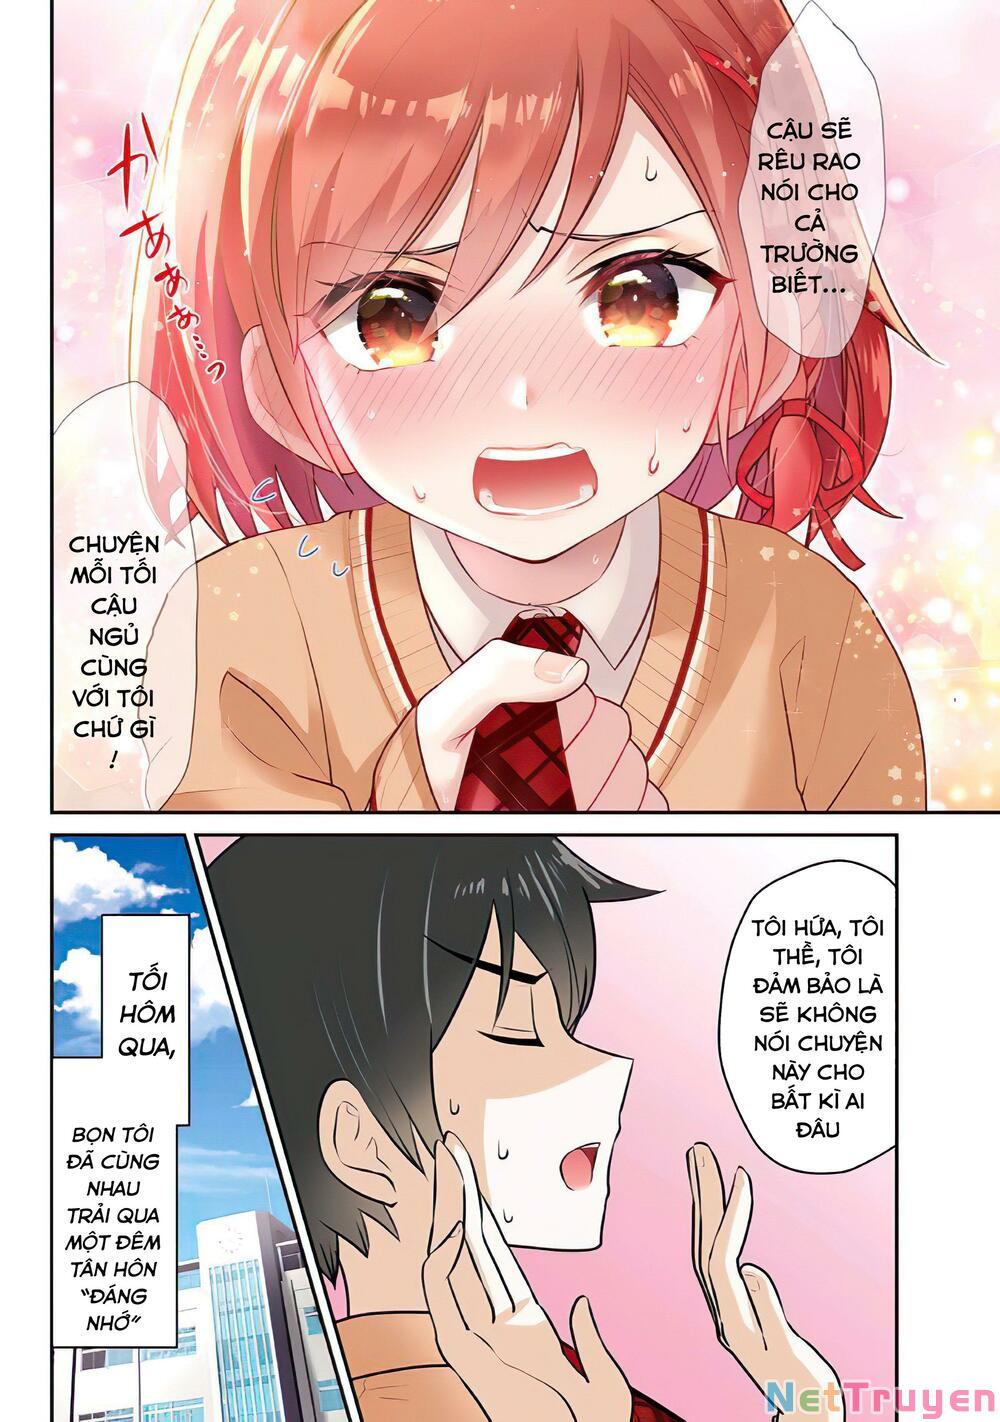 CẬU SẼ
RÊU RAO
NÓI CHO
CẢ
TRƯỜNG
BIẾT...
かあああぁ…っ
CHUYỆN
MỖI TỐI
CẬU
NGỦ
CÙNG
VỚI TÔI
CHỨ GÌ
!
TÔI HỨA, TÔI
THỀ, TÔI
ĐẢM BẢO LÀ
SẼ KHÔNG
NÓI CHUYỆN
NÀY CHO
BẤT KÌ AI
ĐÂU
TỐI
HÔM
QUA,
BỌN TÔI
ĐÃ CÙNG
NHAU
TRẢI QUA
MỘT ĐÊM
TÂN HÔN
"ĐÁNG
NHỚ"
NetTruyen